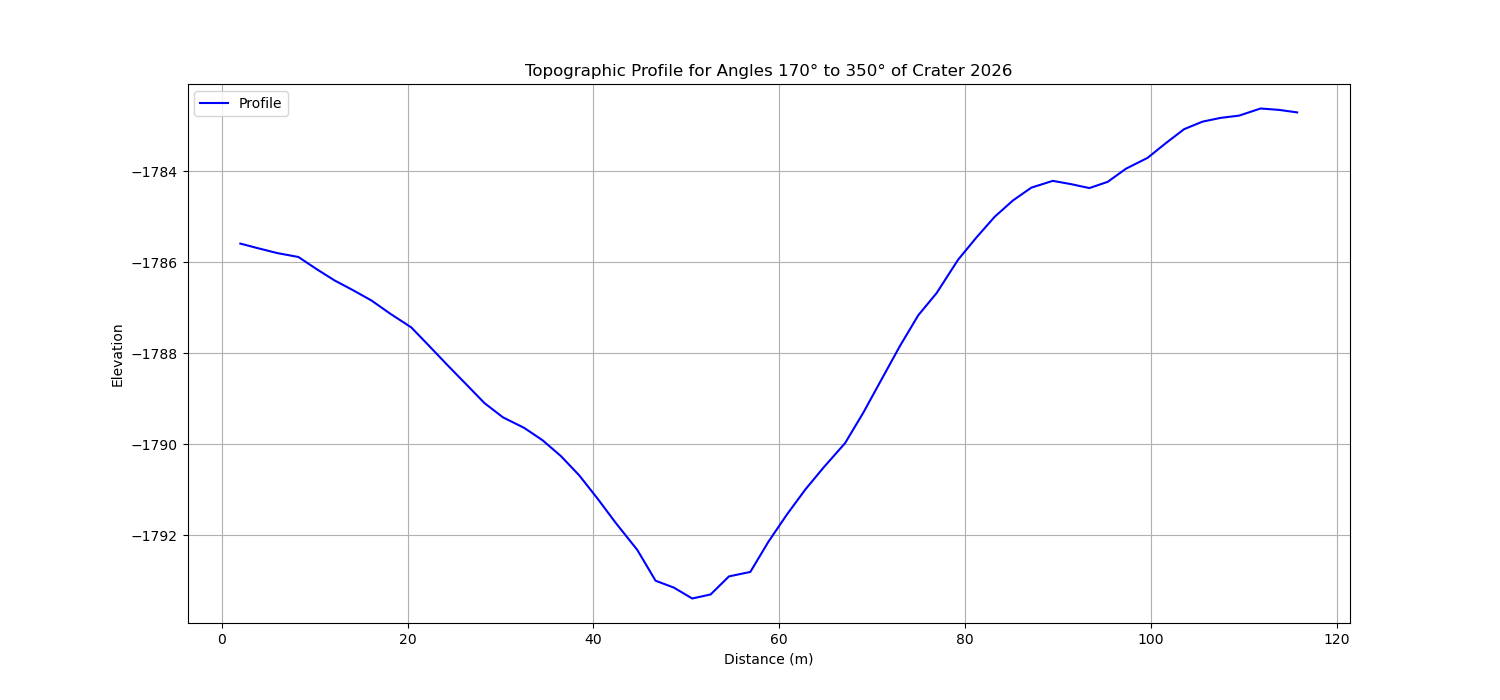 Topographic Profile for Angles 170° to 350° of Crater 2026
Profile
−1784
−1786
−1788
−1790
−1792
Elevation
0 20 40 60 80 100 120
Distance (m)